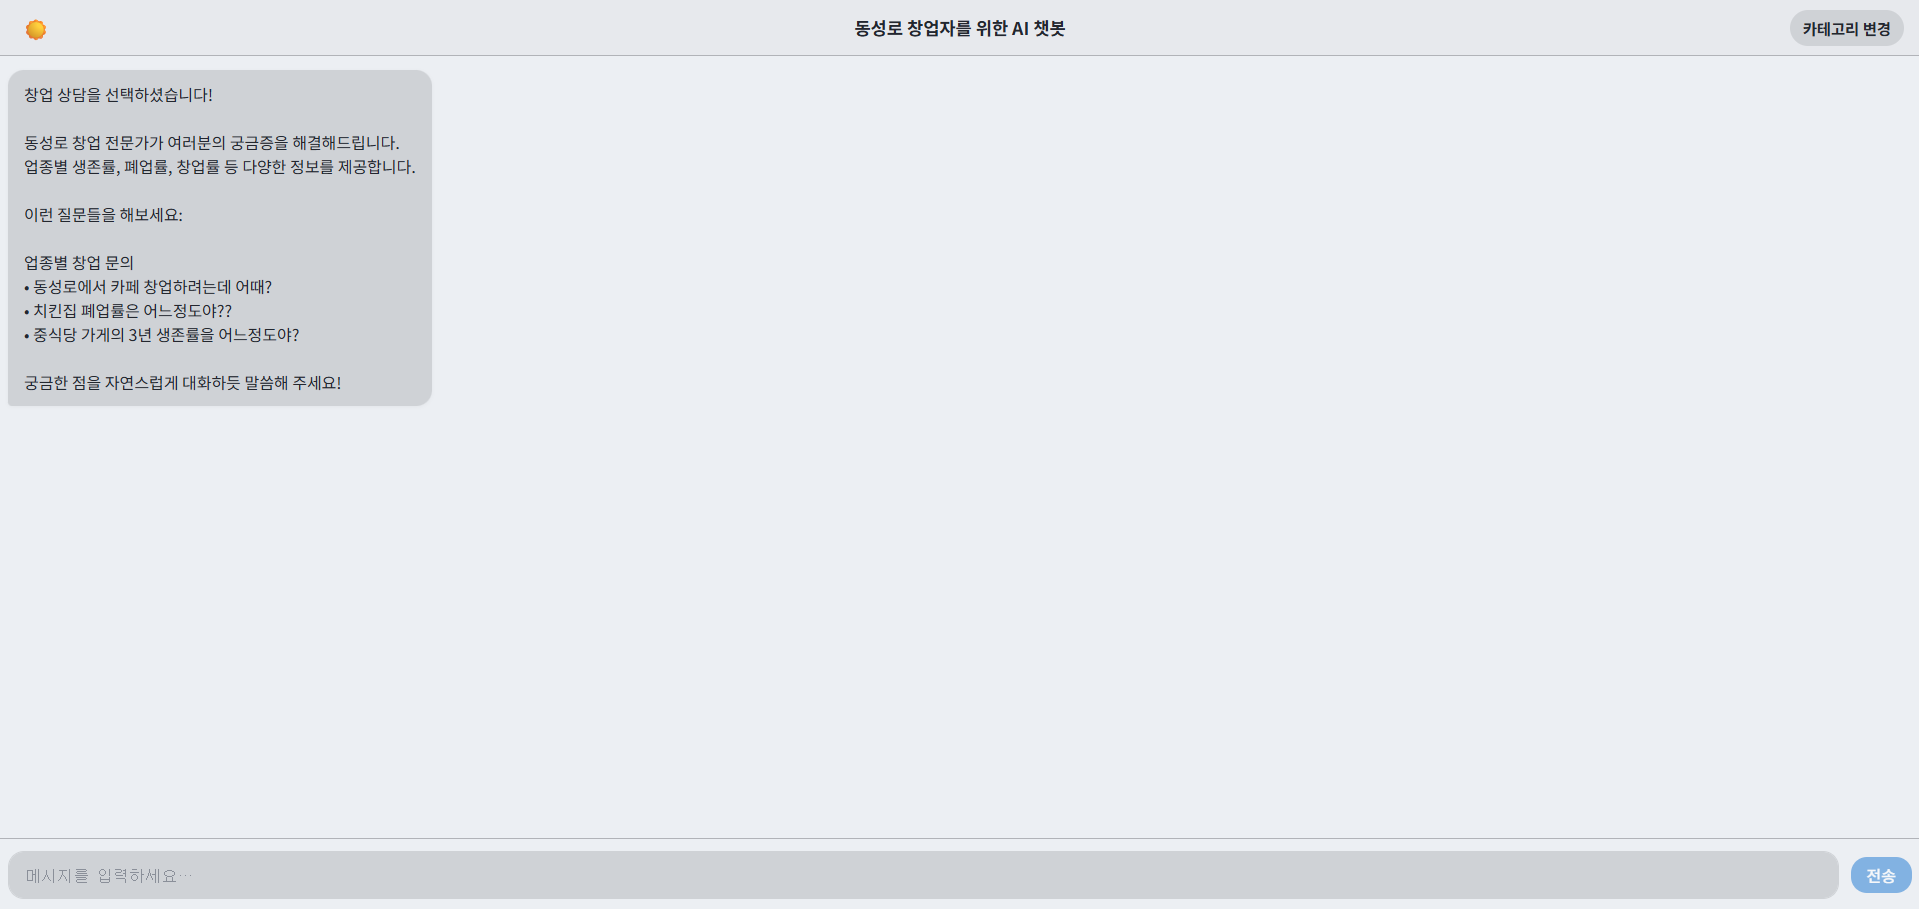 동성로 창업자를 위한 AI 챗봇
카테고리 변경
창업 상담을 선택하셨습니다!
동성로 창업 전문가가 여러분의 궁금증을 해결해드립니다.
업종별 생존률, 폐업률, 창업률 등 다양한 정보를 제공합니다.
이런 질문들을 해보세요:
업종별 창업 문의
• 동성로에서 카페 창업하려는데 어때?
• 치킨집 폐업률은 어느정도야??
• 중식당 가게의 3년 생존률을 어느정도야?
궁금한 점을 자연스럽게 대화하듯 말씀해 주세요!
메시지를 입력하세요…
전송